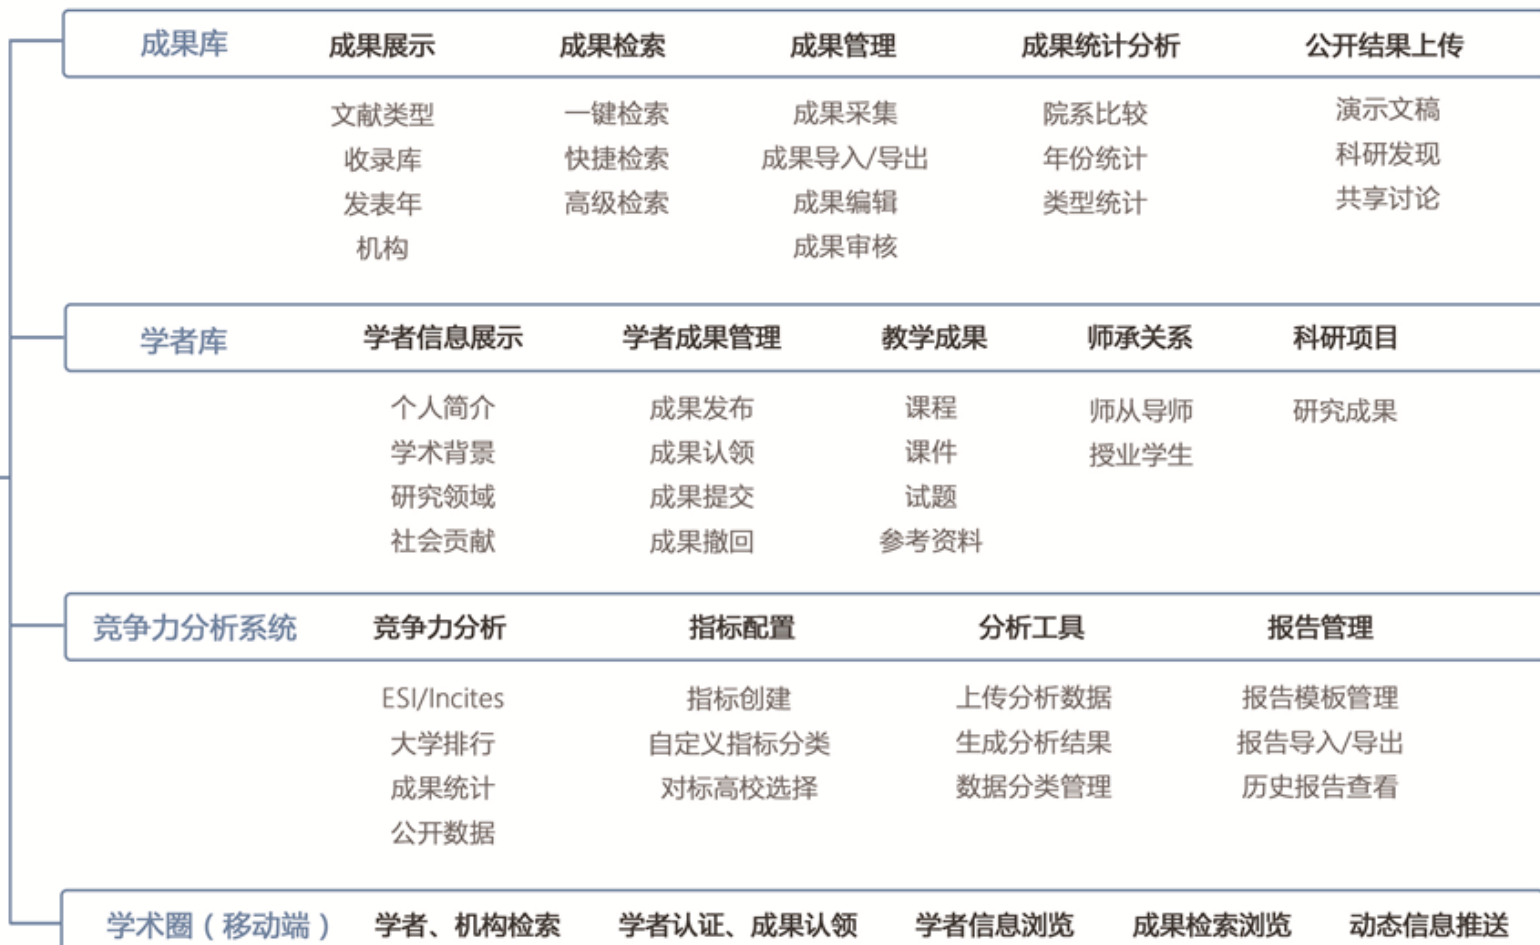 成果库 成果展示 成果检索 成果管理 成果统计分析 公开结果上传
文献类型 一键检索 成果采集 院系比较 演示文稿
收录库 快捷检索 成果导入/导出 年份统计 科研发现
发表年 高级检索 成果编辑 类型统计 共享讨论
机构 成果审核
学者库 学者信息展示 学者成果管理 教学成果 师承关系 科研项目
个人简介 成果发布 课程 师从导师 研究成果
学术背景 成果认领 课件 授业学生
研究领域 成果提交 试题
社会贡献 成果撤回 参考资料
竞争力分析系统 竞争力分析 指标配置 分析工具 报告管理
ESI/Incites 指标创建 上传分析数据 报告模板管理
大学排行 自定义指标分类 生成分析结果 报告导入/导出
成果统计 对标高校选择 数据分类管理 历史报告查看
公开数据
学术圈（移动端） 学者、机构检索 学者认证、成果认领 学者信息浏览 成果检索浏览 动态信息推送